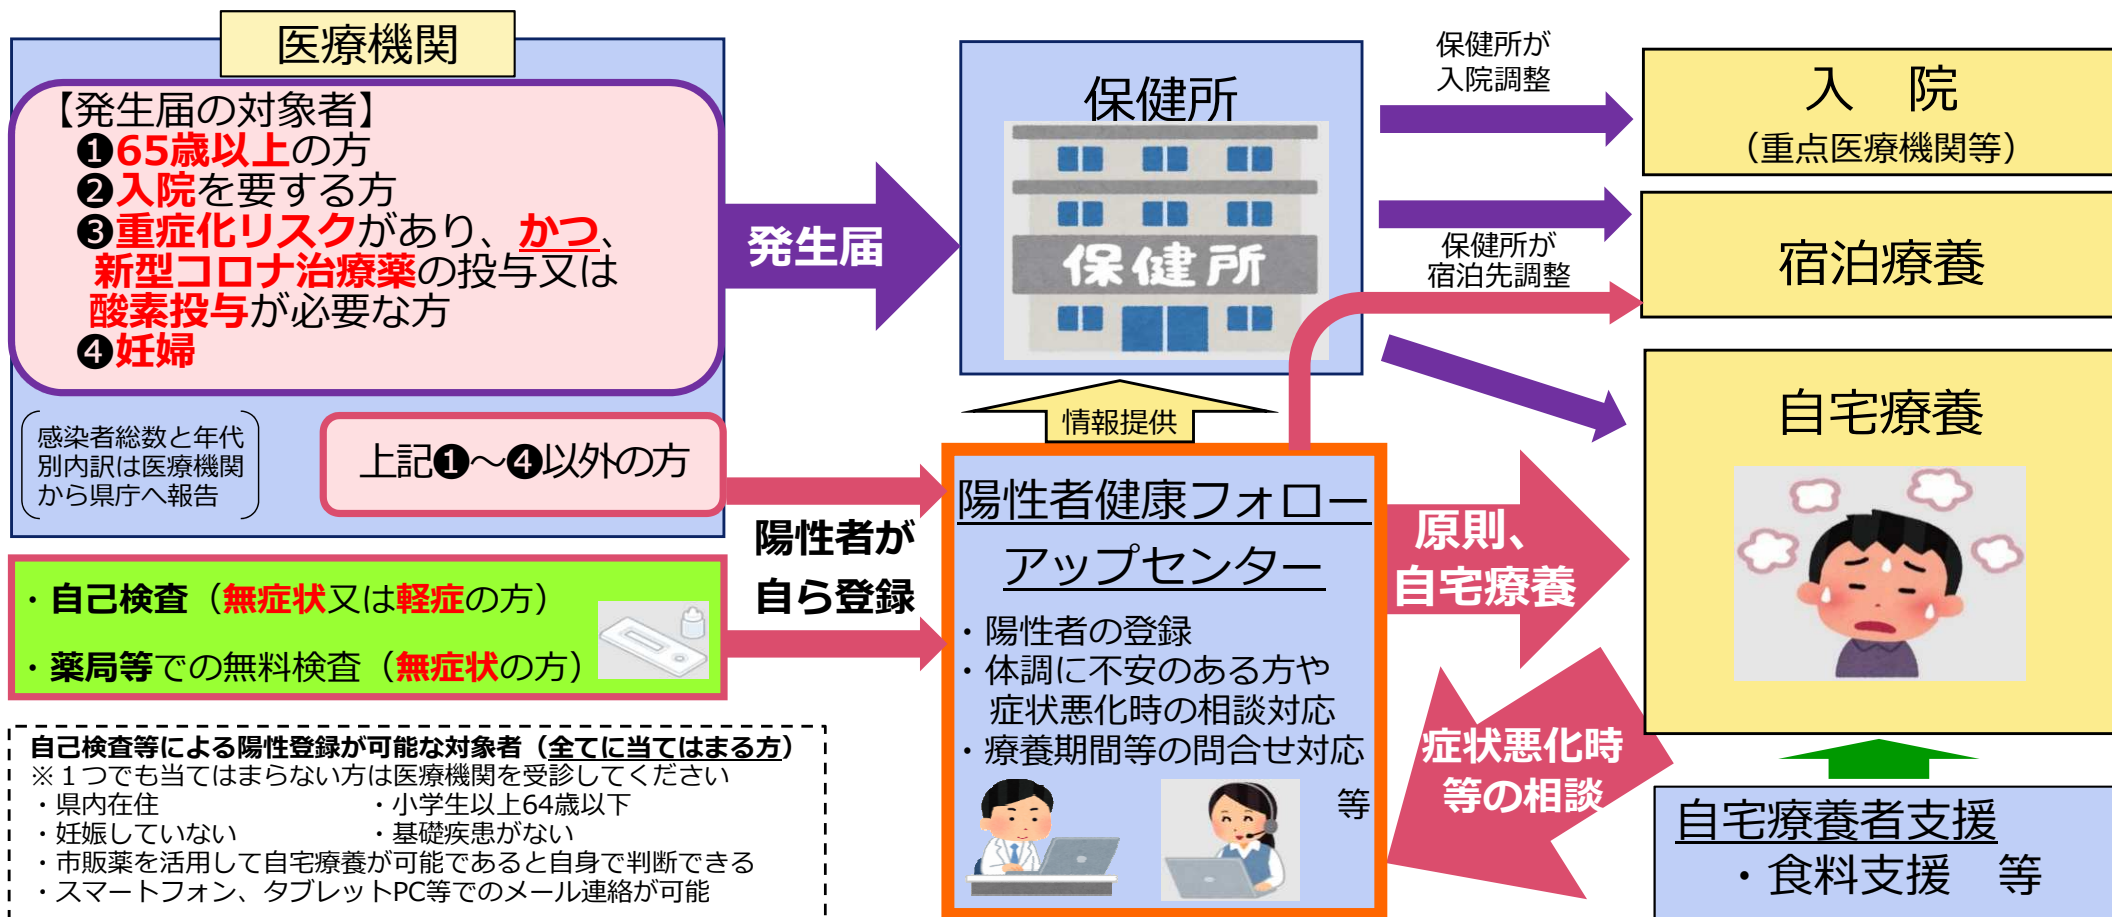 医療機関
【発生届の対象者】
❶65歳以上の方
❷入院を要する方
❸重症化リスクがあり、かつ、
新型コロナ治療薬の投与又は
酸素投与が必要な方
❹妊婦
感染者総数と年代
別内訳は医療機関
から県庁へ報告
上記❶～❹以外の方
・自己検査（無症状又は軽症の方）
・薬局等での無料検査（無症状の方）
自己検査等による陽性登録が可能な対象者（全てに当てはまる方）
※１つでも当てはまらない方は医療機関を受診してください
・県内在住　・小学生以上64歳以下
・妊娠していない　・基礎疾患がない
・市販薬を活用して自宅療養が可能であると自身で判断できる
・スマートフォン、タブレットPC等でのメール連絡が可能
発生届
陽性者が
自ら登録
保健所
保健所
情報提供
陽性者健康フォロー
アップセンター
・陽性者の登録
・体調に不安のある方や
症状悪化時の相談対応
・療養期間等の問合せ対応
等
保健所が
入院調整
保健所が
宿泊先調整
原則、
自宅療養
症状悪化時
等の相談
入　院
（重点医療機関等）
宿泊療養
自宅療養
自宅療養者支援
・食料支援　等